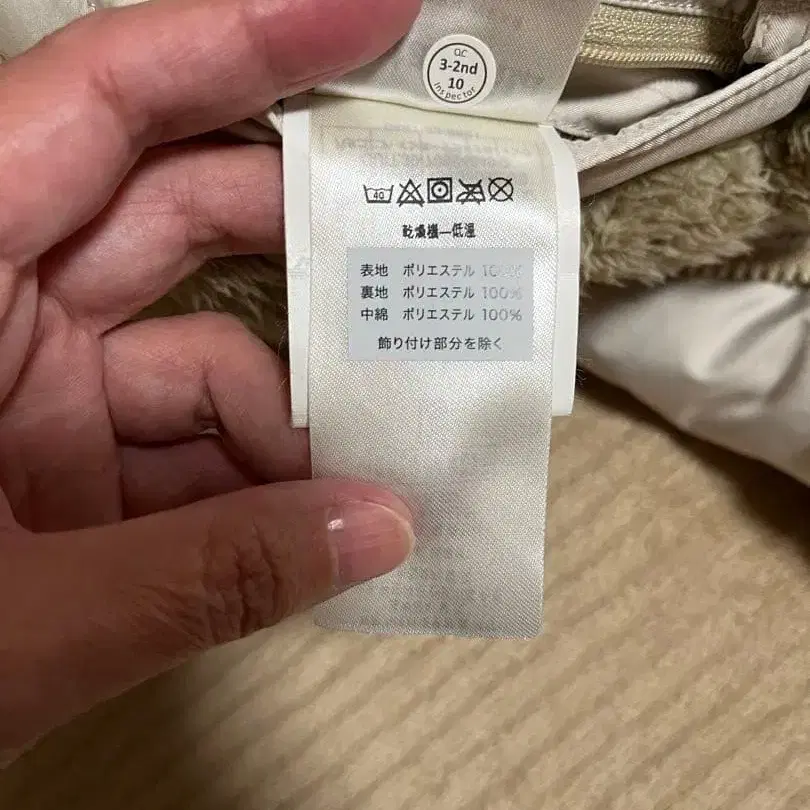 QC
3-2nd
10
Inspector
40
乾燥機—低温
表地 ポリエステル 100%
裏地 ポリエステル 100%
中綿 ポリエステル 100%
飾り付け部分を除く